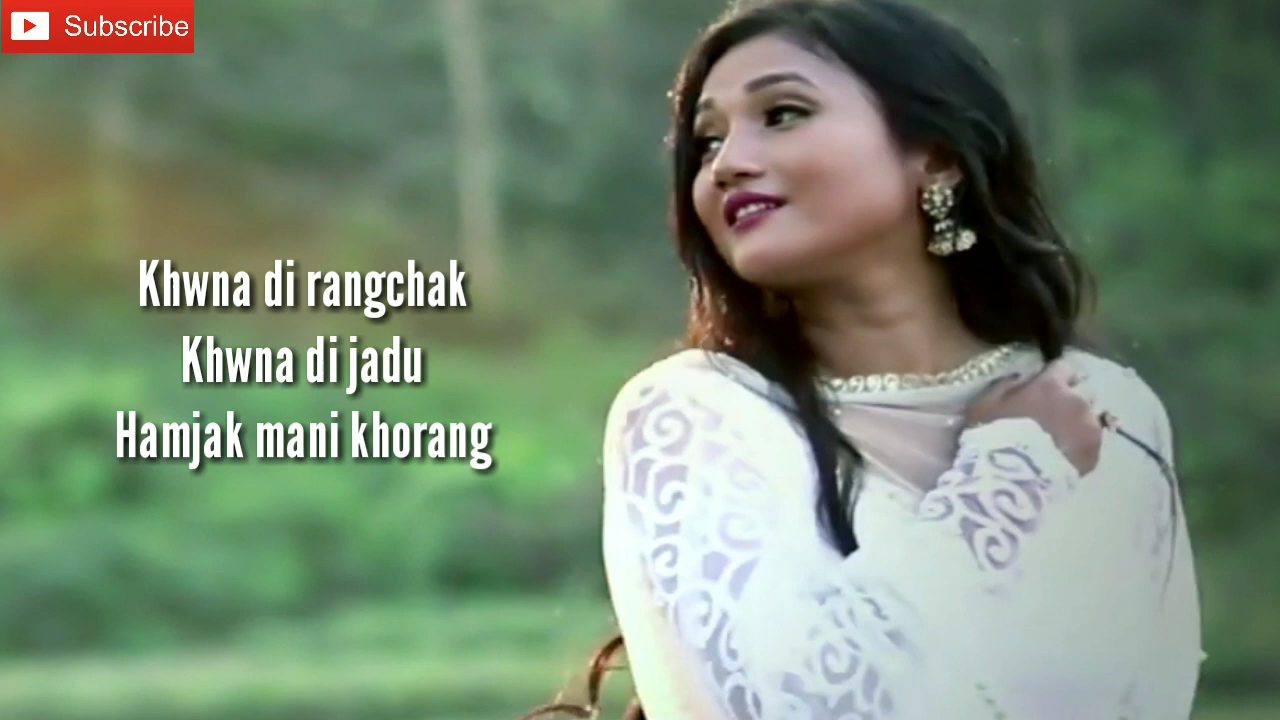 Subscribe
Khwna di rangchak
Khwna di jadu
Hamjak mani khorang